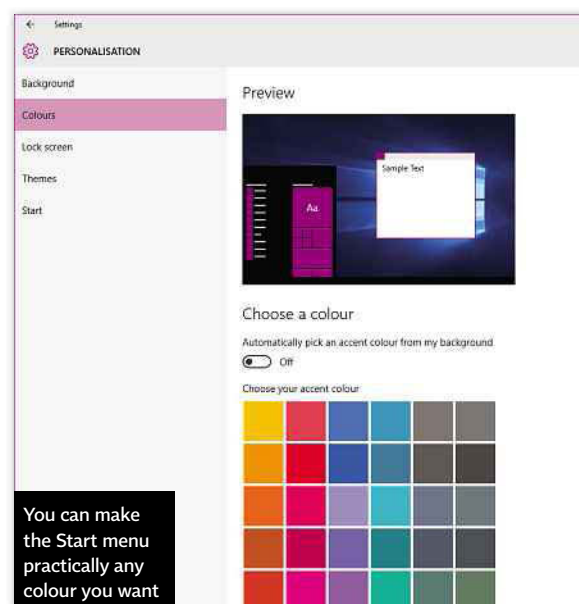 Settings
PERSONALISATION
Background
Colours
Lock screen
Themes
Start
Preview
Sample Text
Aa
Choose a colour
Automatically pick an accent colour from my background
Off
Choose your accent colour
You can make
the Start menu
practically any
colour you want